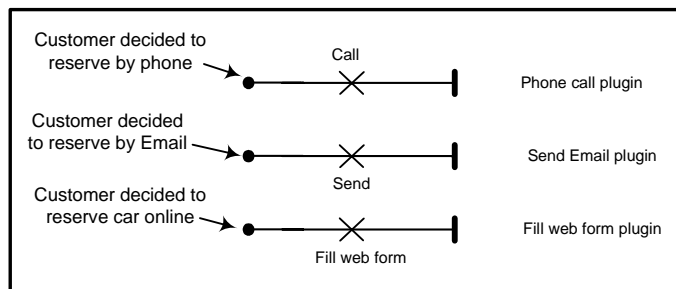 Customer decided to
reserve by phone
Call
Phone call plugin
Customer decided
to reserve by Email
Send Email plugin
Send
Customer decided to
reserve car online
Fill web form plugin
Fill web form